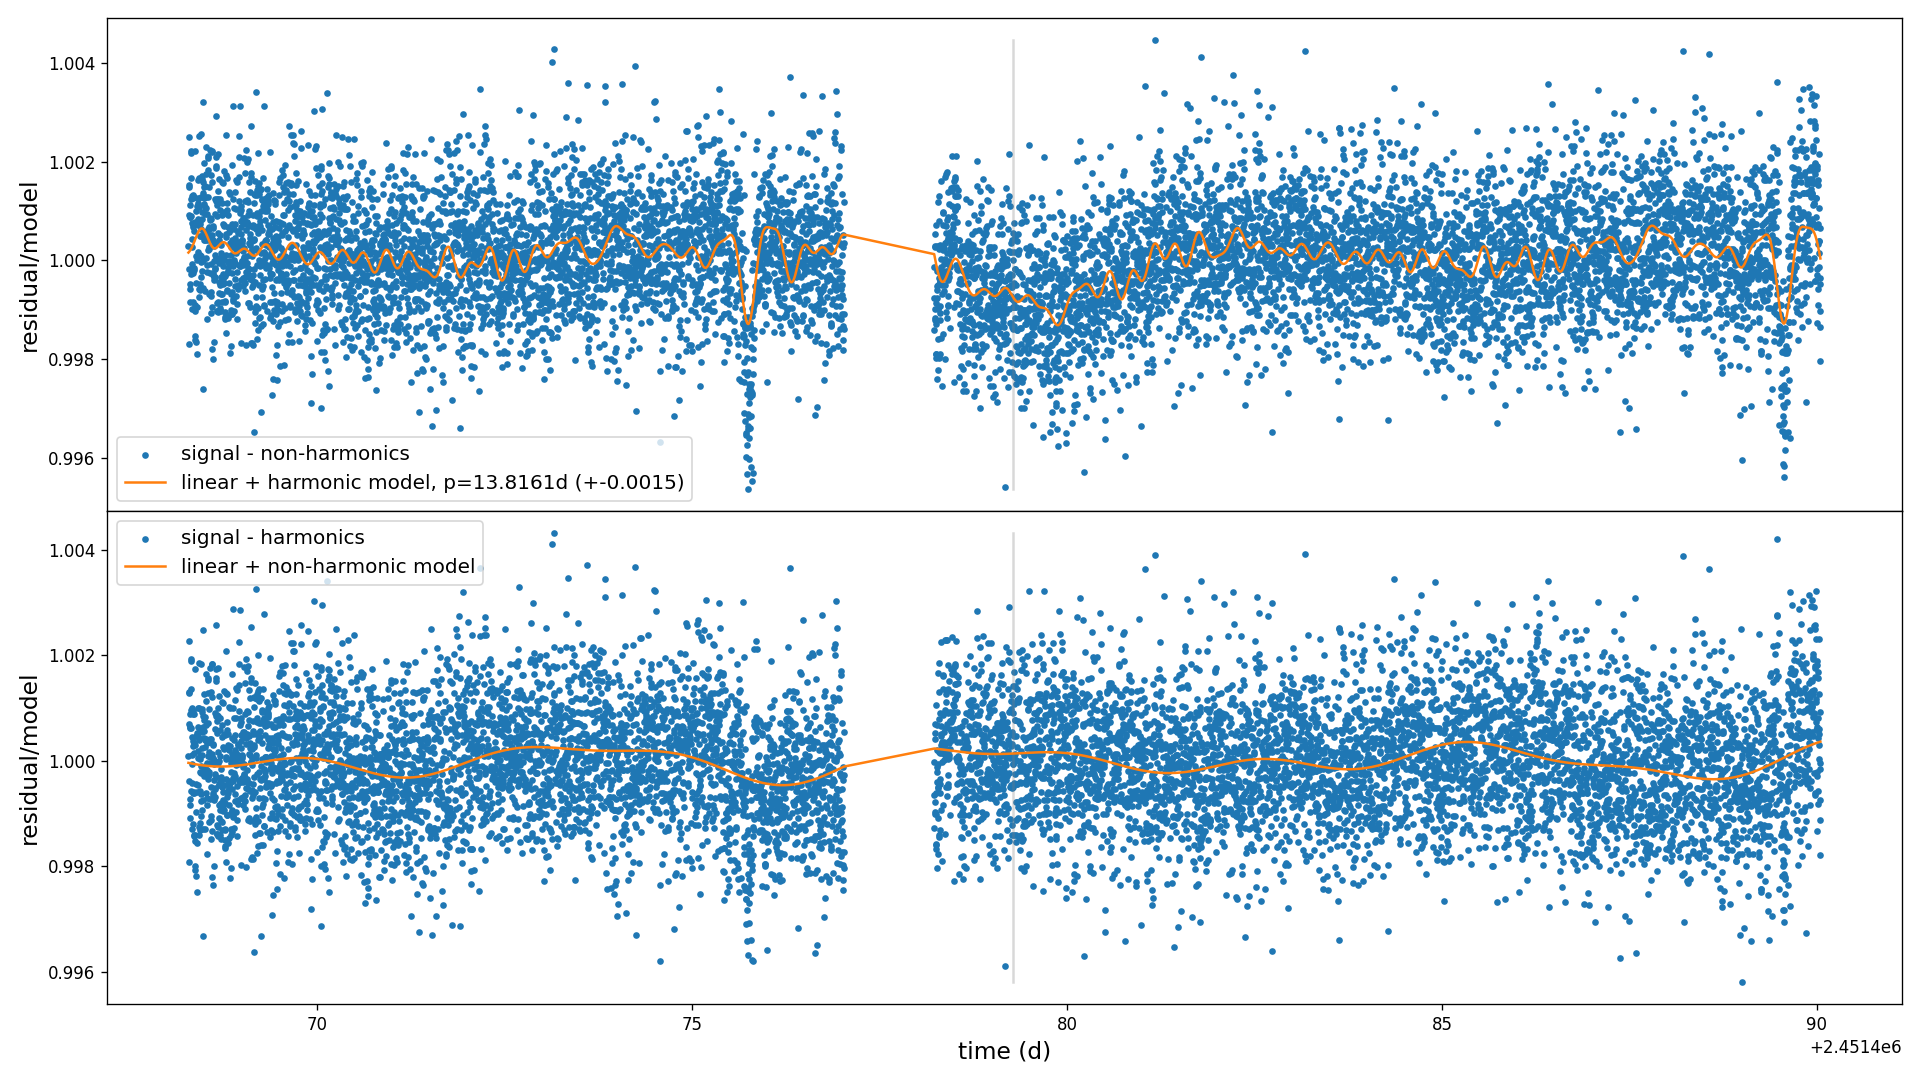 residual/model
1.004
1.002
1.000
0.998
0.996
signal - non-harmonics
linear + harmonic model, p=13.8161d (+-0.0015)
residual/model
1.004
1.002
1.000
0.998
0.996
signal - harmonics
linear + non-harmonic model
70
75
80
85
90
time (d)
+2.4514e6